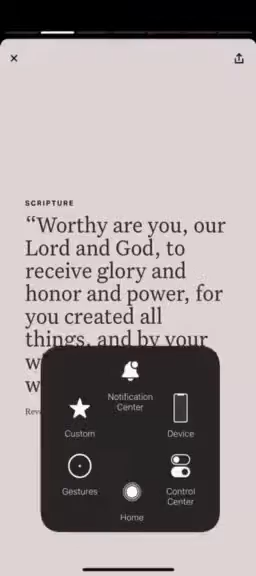 SCRIPTURE
“Worthy are you, our
Lord and God, to
receive glory and
honor and power, for
you created all
things, and by your
w
w
Reve
Notification
Center
Custom
Device
Gestures
Control
Center
Home